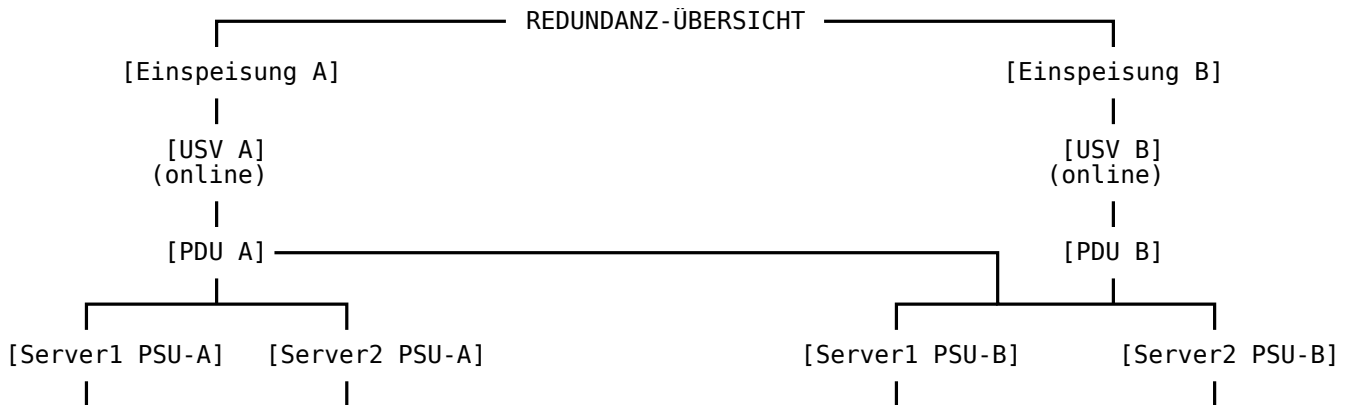 REDUNDANZ-ÜBERSICHT
[Einspeisung A] [Einspeisung B]
[USV A] [USV B]
(online) (online)
[PDU A] [PDU B]
[Server1 PSU-A] [Server2 PSU-A] [Server1 PSU-B] [Server2 PSU-B]